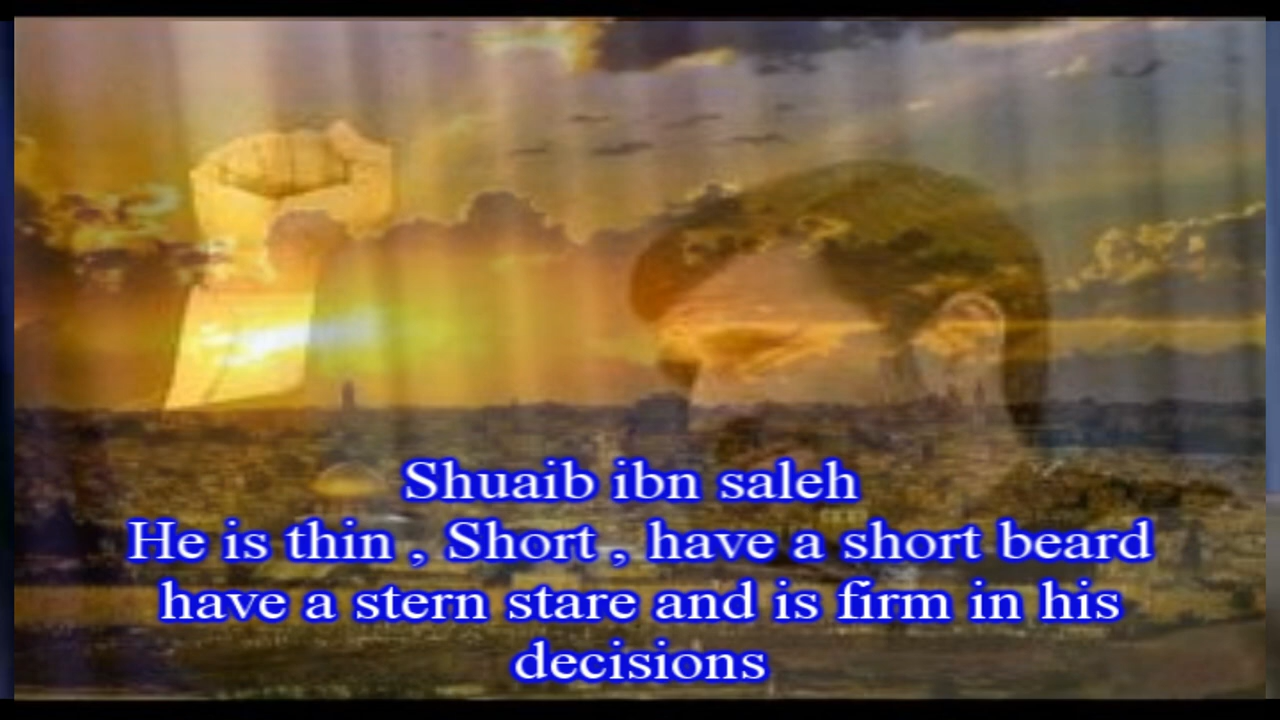 Shuaib ibn saleh
He is thin , Short , have a short beard
have a stern stare and is firm in his
decisions